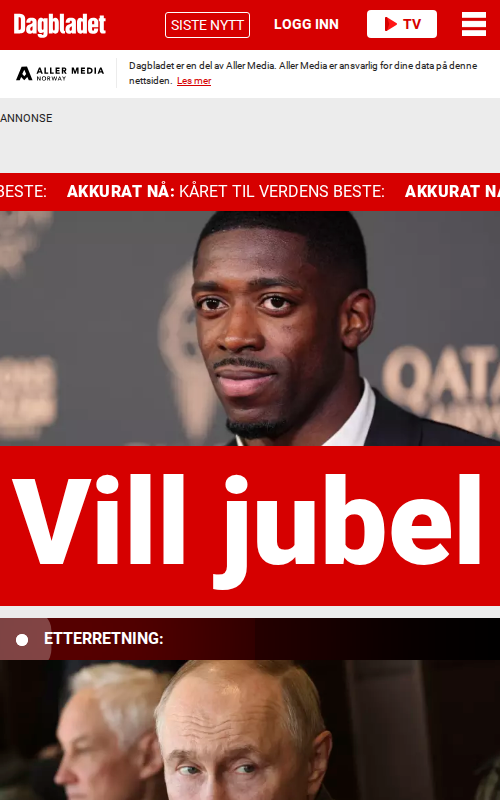 Dagbladet
SISTE NYTT
LOGG INN
TV
ALLER MEDIA
NORWAY
Dagbladet er en del av Aller Media. Aller Media er ansvarlig for dine data på denne
nettsiden. Les mer
ANNONSE
BESTE: AKKURAT NÅ: KÅRET TIL VERDENS BESTE: AKKURAT NÅ
QATAR
Vill jubel
ETTERRETNING: